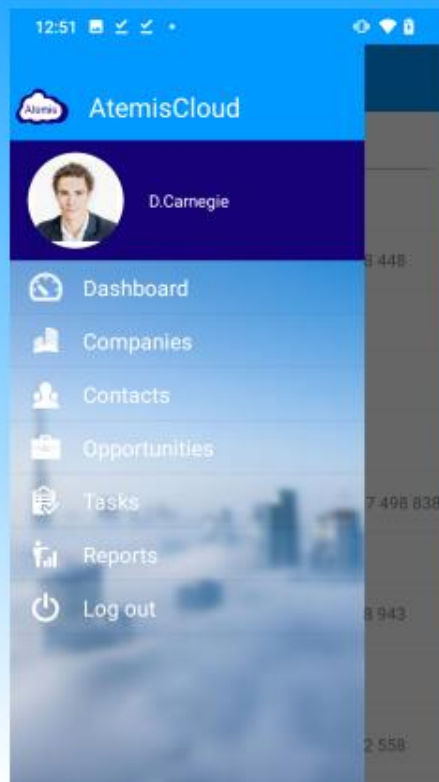 12:51
Atemis
AtemisCloud
D.Carnegie
8 448
Dashboard
Companies
Contacts
Opportunities
Tasks
7 498 838
Reports
Log out
8 943
2 558